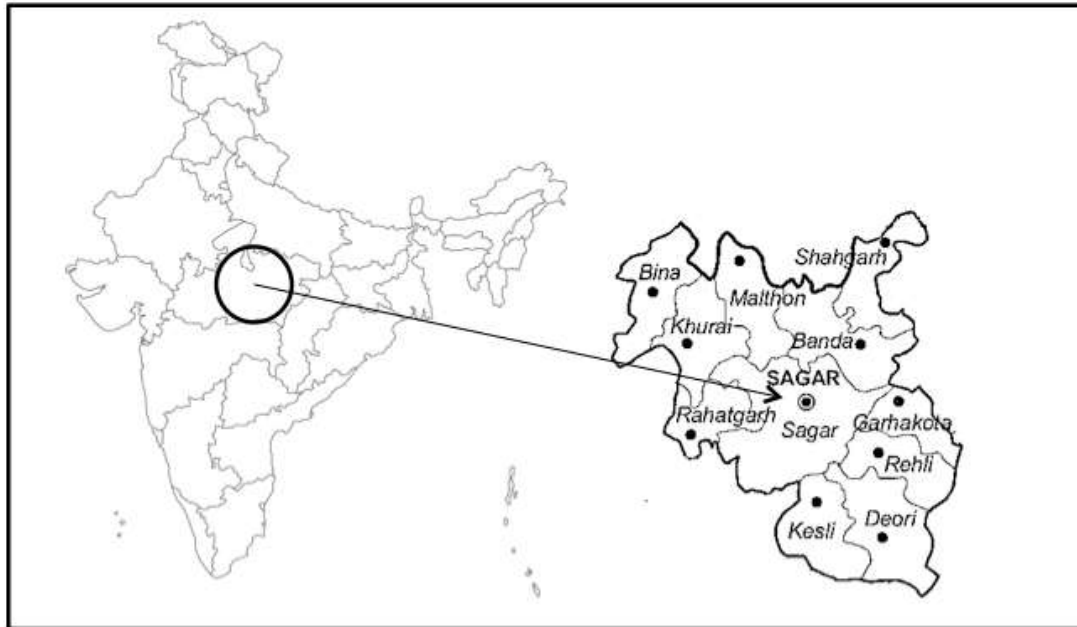 Shahgarh
Bina
Malthon
Khurai
Banda
SAGAR
Rahatgarh
Sagar
Garhakota
Rehli
Kesli
Deori